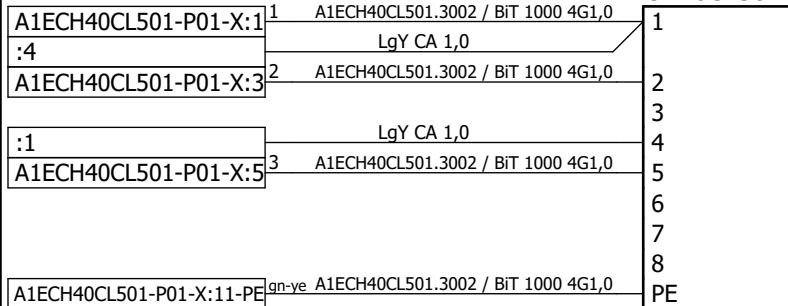 A1ECH40CL501-P01-X:1 1 A1ECH40CL501.3002 / BiT 1000 4G1,0 1
:4 LgY CA 1,0
A1ECH40CL501-P01-X:3 2 A1ECH40CL501.3002 / BiT 1000 4G1,0 2
3
:1 LgY CA 1,0 4
A1ECH40CL501-P01-X:5 3 A1ECH40CL501.3002 / BiT 1000 4G1,0 5
6
7
8
A1ECH40CL501-P01-X:11-PE gn-ye A1ECH40CL501.3002 / BiT 1000 4G1,0 PE